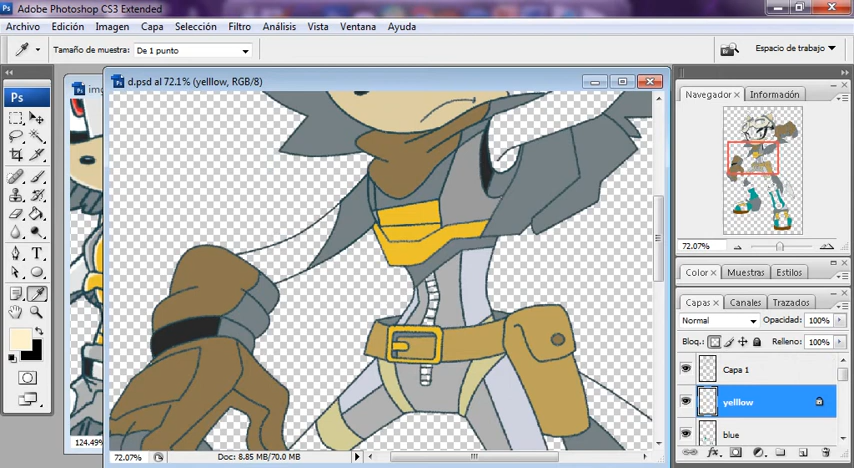 Ps Adobe Photoshop CS3 Extended
Archivo Edición Imagen Capa Selección Filtro Análisis Vista Ventana Ayuda
Tamaño de muestra: De 1 punto Espacio de trabajo
Ps
img
d.psd al 72.1% (yelllow, RGB/8)
124.49%
72.07% Doc: 8.85 MB/70.0 MB
Navegador Información
72.07%
Color Muestras Estilos
Capas Canales Trazados
Normal Opacidad: 100%
Bloq.: Relleno: 100%
Capa 1
yelllow
blue